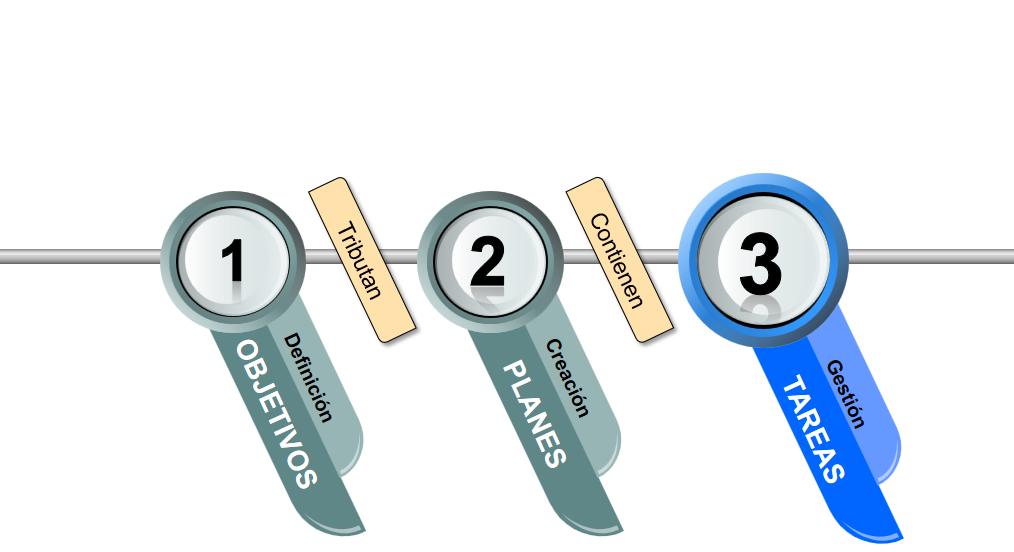 1
Definición
OBJETIVOS
Tributan
2
Creación
PLANES
Contienen
3
Gestión
TAREAS